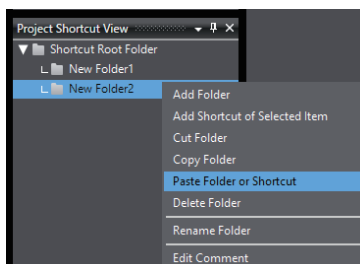 Project Shortcut View
Shortcut Root Folder
New Folder1
New Folder2
Add Folder
Add Shortcut of Selected Item
Cut Folder
Copy Folder
Paste Folder or Shortcut
Delete Folder
Rename Folder
Edit Comment